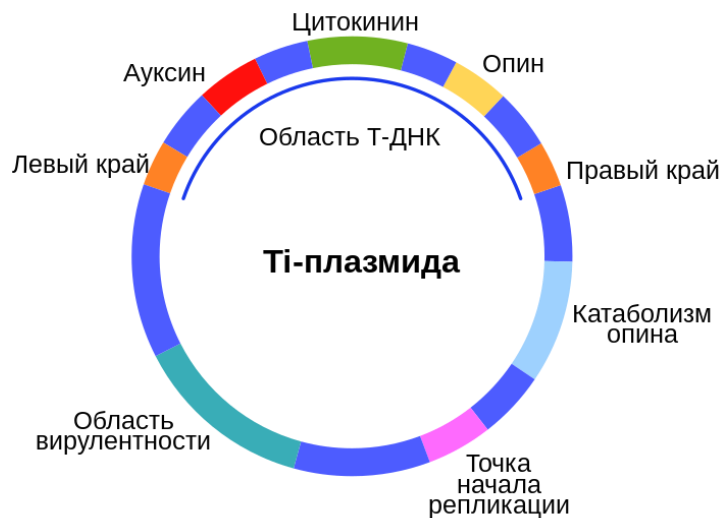 Цитокинин
Ауксин
Опин
Область Т-ДНК
Левый край
Правый край
Ti-плазмида
Катаболизм
опина
Область
вирулентности
Точка
начала
репликации